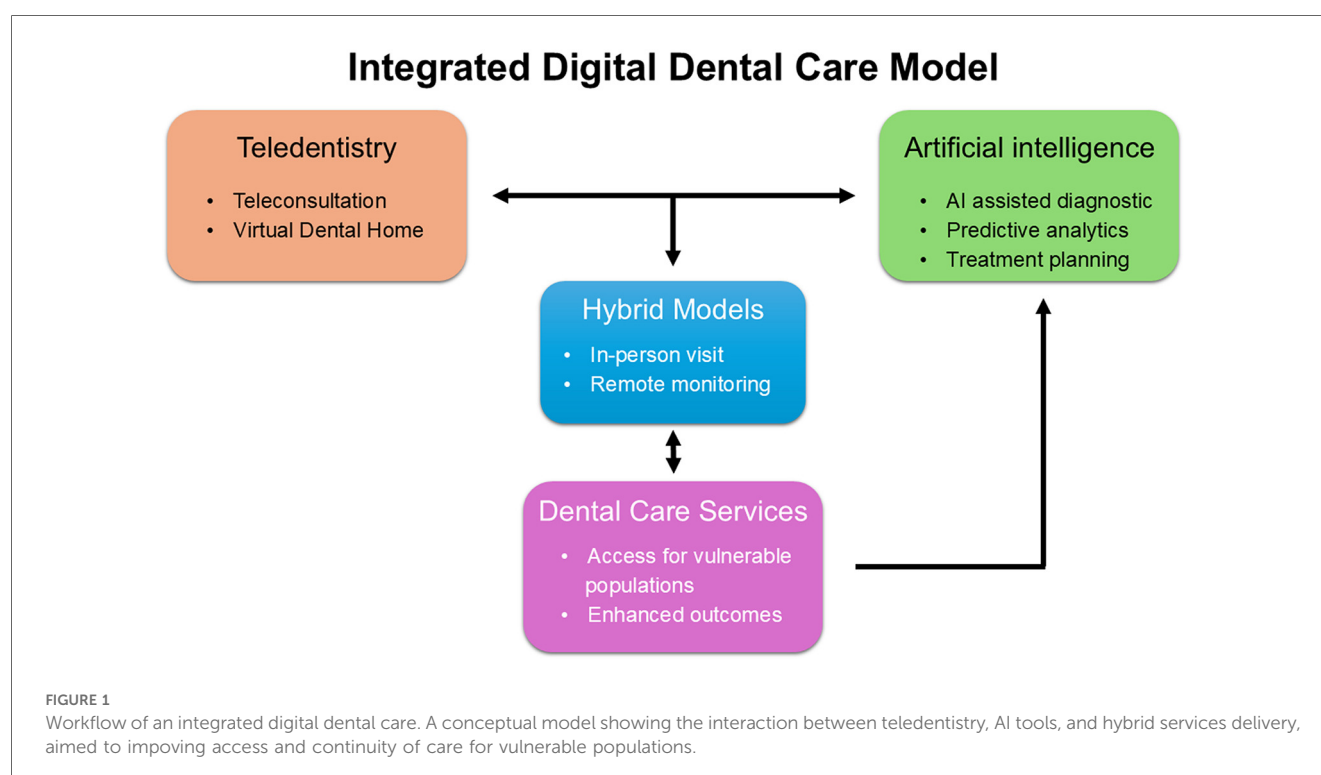 Integrated Digital Dental Care Model
Teledentistry
• Teleconsultation
• Virtual Dental Home
Artificial intelligence
• AI assisted diagnostic
• Predictive analytics
• Treatment planning
Hybrid Models
• In-person visit
• Remote monitoring
Dental Care Services
• Access for vulnerable
populations
• Enhanced outcomes
FIGURE 1
Workflow of an integrated digital dental care. A conceptual model showing the interaction between teledentistry, AI tools, and hybrid services delivery,
aimed to impoving access and continuity of care for vulnerable populations.